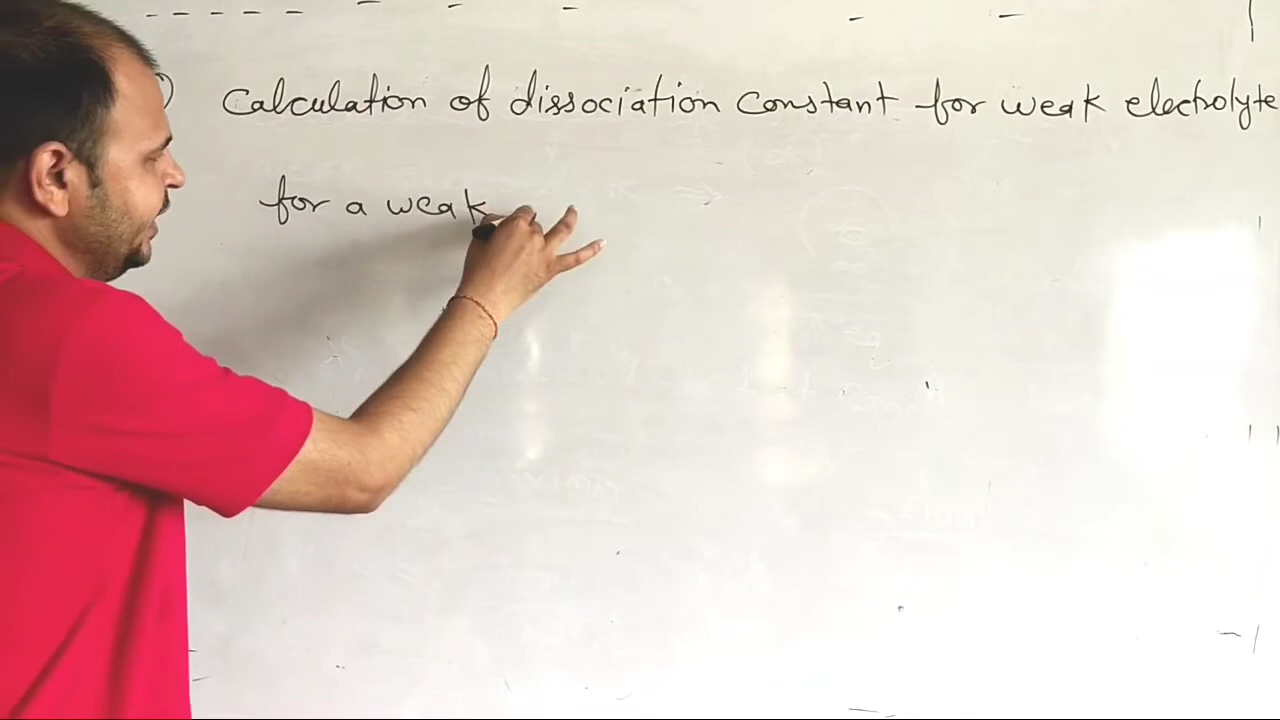 ) Calculation of dissociation constant for weak electrolyte
for a weak